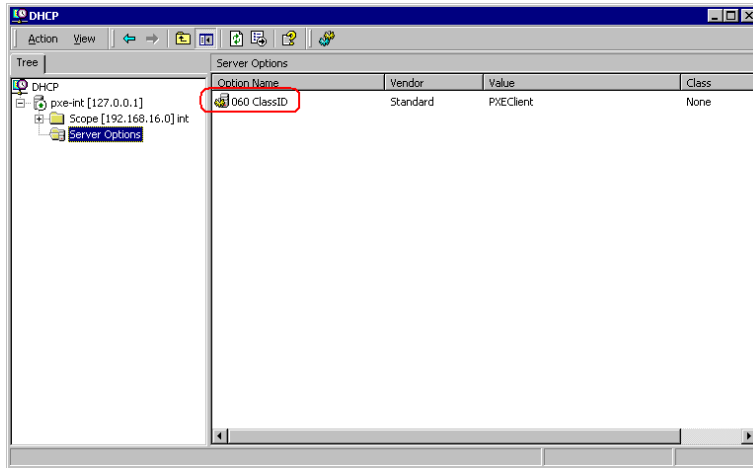 DHCP
Action View
Tree
Server Options
DHCP
pxe-int [127.0.0.1]
Scope [192.168.16.0] int
Server Options
Option Name Vendor Value Class
060 ClassID Standard PXEClient None